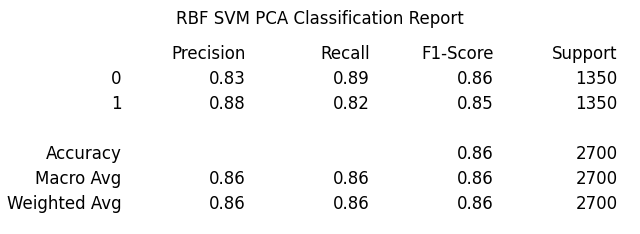 RBF SVM PCA Classification Report
Precision Recall F1-Score Support
0 0.83 0.89 0.86 1350
1 0.88 0.82 0.85 1350
Accuracy 0.86 2700
Macro Avg 0.86 0.86 0.86 2700
Weighted Avg 0.86 0.86 0.86 2700